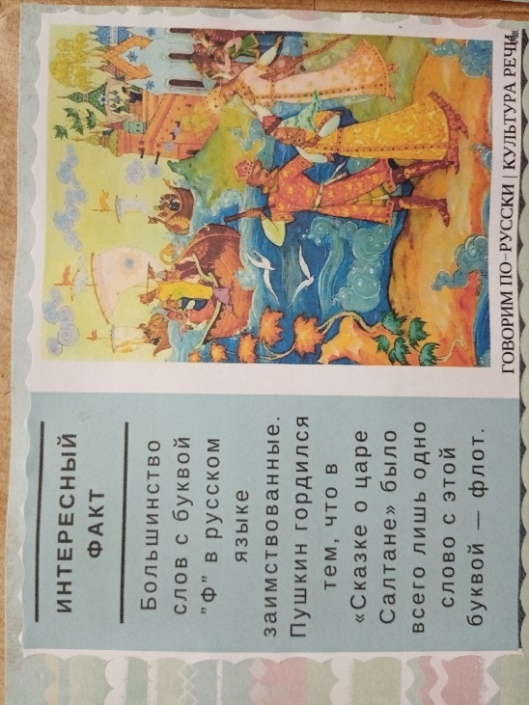 ИНТЕРЕСНЫЙ
ФАКТ
Большинство
слов с буквой
"ф" в русском
языке
заимствованные.
Пушкин гордился
тем, что в
«Сказке о царе
Салтане» было
всего лишь одно
слово с этой
буквой — флот.
ГОВОРИМ ПО-РУССКИ | КУЛЬТУРА РЕЧИ